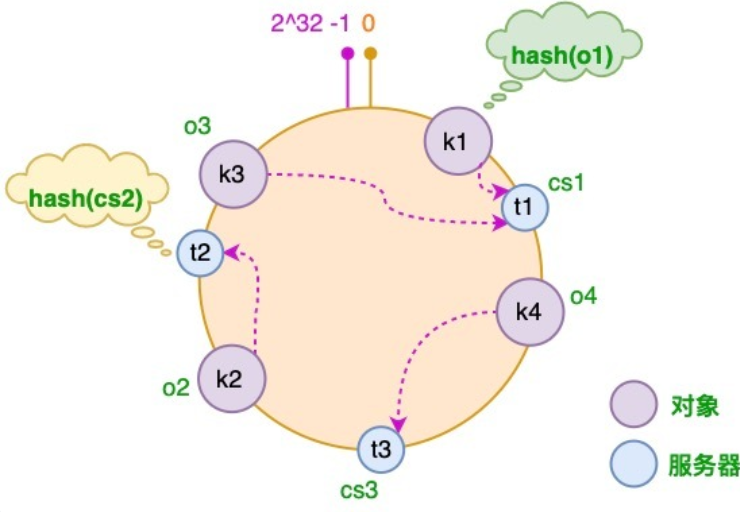 2^32 -1 0
hash(o1)
k1
o3
k3
cs1
t1
hash(cs2)
t2
k4
o4
k2
o2
t3
cs3
对象
服务器